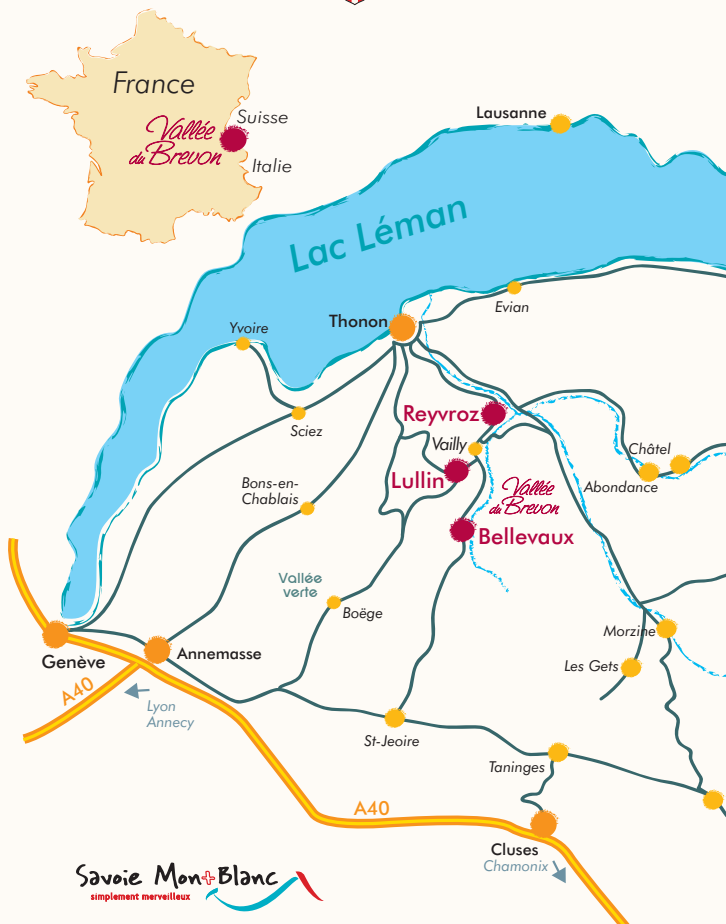 France
Suisse
Vallée
du Brevon
Italie
Lausanne
Lac Léman
Evian
Thonon
Yvoire
Reyvroz
Sciez
Vailly
Châtel
Lullin
Abondance
Bons-en-
Chablais
Vallée
du Brevon
Bellevaux
Vallée
verte
Boëge
Morzine
Genève
Annemasse
Les Gets
A40
Lyon
Annecy
St-Jeoire
Taninges
A40
Cluses
Chamonix
Savoie Mont Blanc
simplement merveilleux